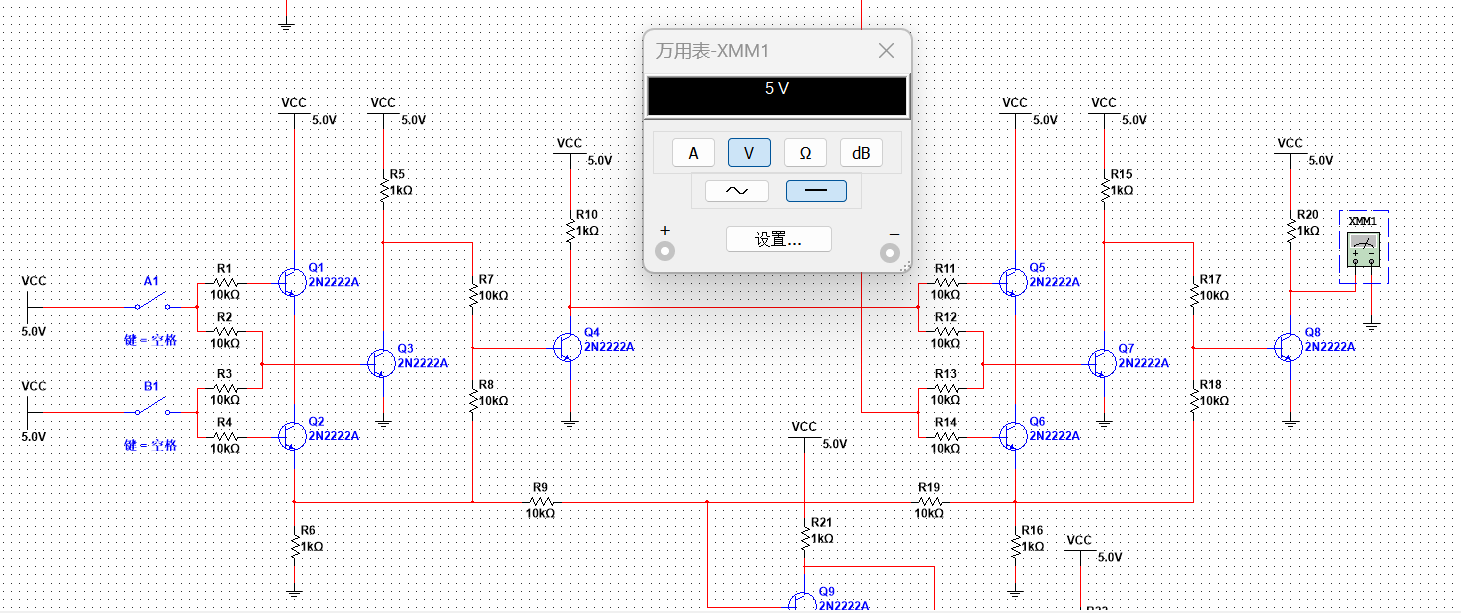 万用表-XMM1
5 V
A
V
Ω
dB
+
设置...
−
VCC
5.0V
VCC
5.0V
VCC
5.0V
VCC
5.0V
VCC
5.0V
VCC
5.0V
R5
1kΩ
R15
1kΩ
R10
1kΩ
R20
1kΩ
XMM1
VCC
5.0V
A1
键 = 空格
R1
10kΩ
Q1
2N2222A
R2
10kΩ
R7
10kΩ
Q3
2N2222A
Q4
2N2222A
R11
10kΩ
Q5
2N2222A
R12
10kΩ
R17
10kΩ
Q7
2N2222A
Q8
2N2222A
VCC
5.0V
B1
键 = 空格
R3
10kΩ
R4
10kΩ
Q2
2N2222A
R8
10kΩ
R13
10kΩ
R14
10kΩ
Q6
2N2222A
R18
10kΩ
VCC
5.0V
R9
10kΩ
R19
10kΩ
R6
1kΩ
R21
1kΩ
R16
1kΩ
VCC
5.0V
Q9
2N2222A